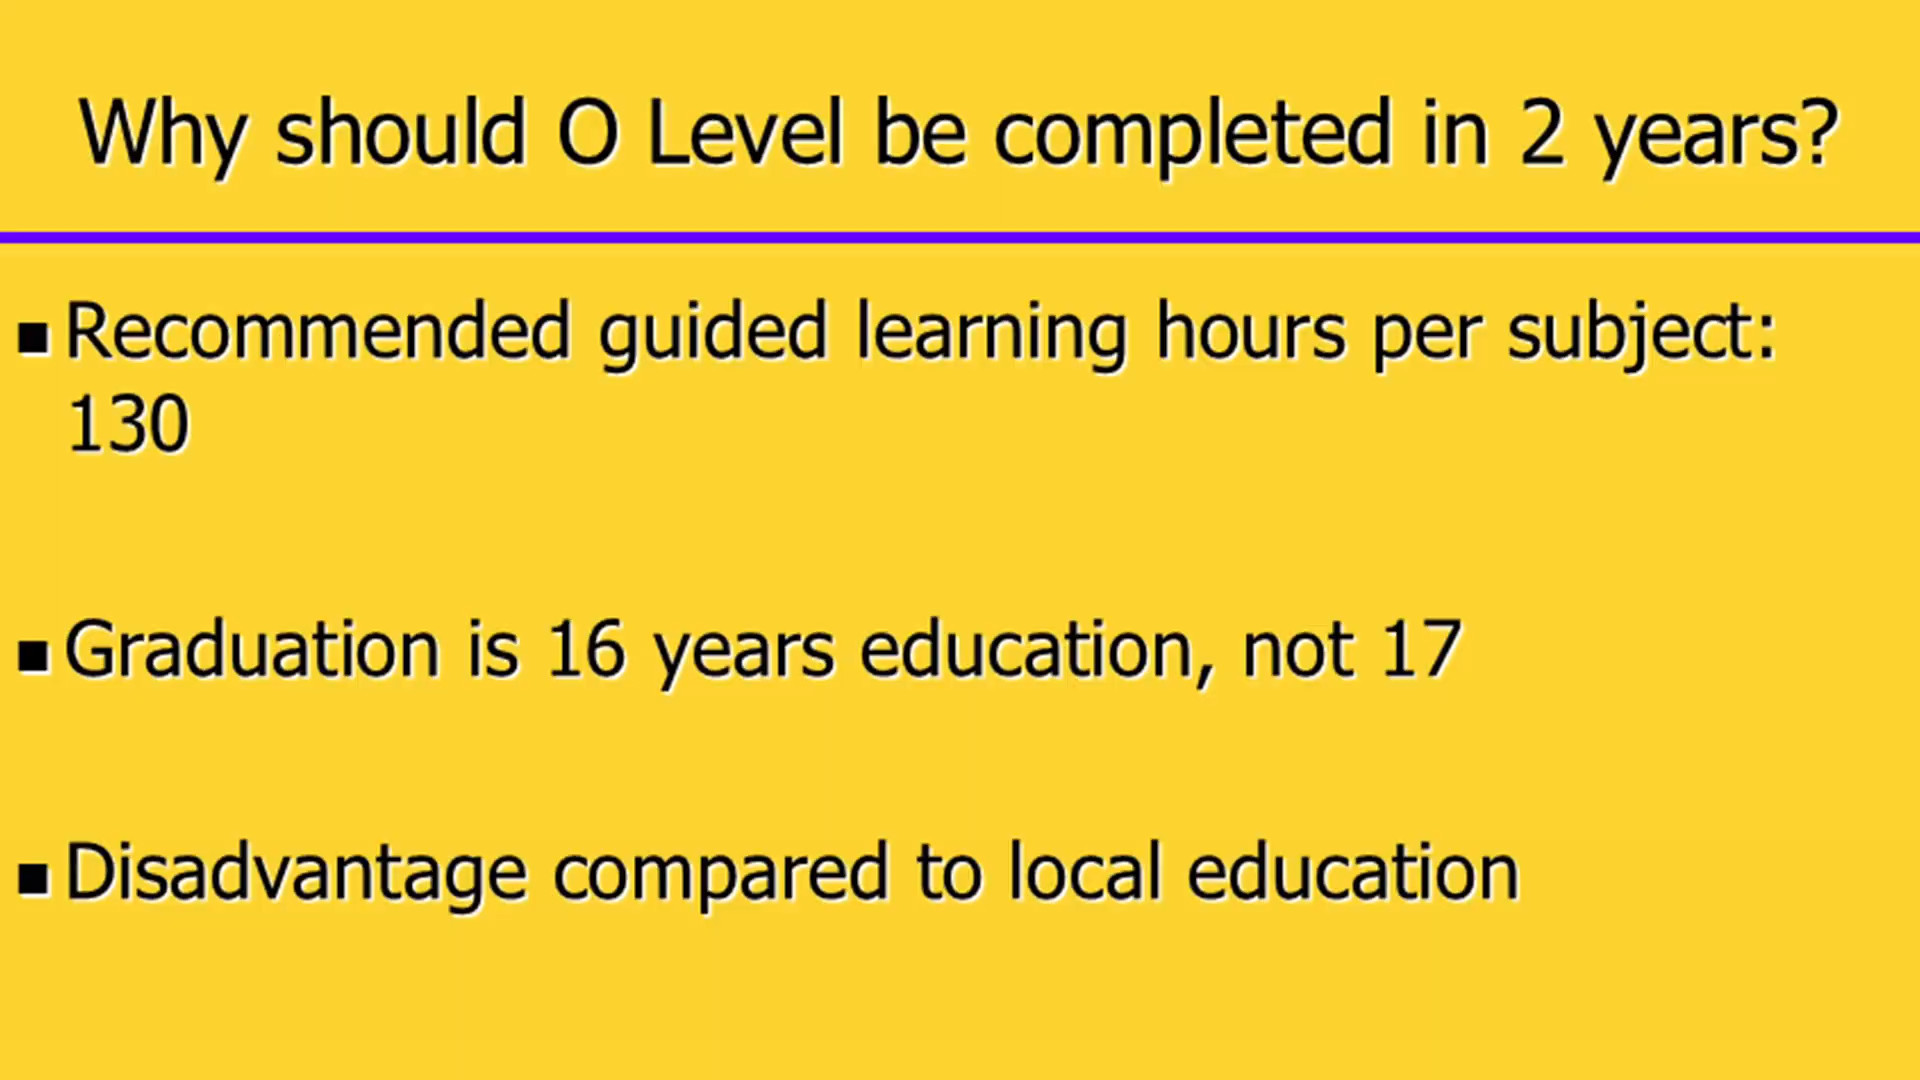 Why should O Level be completed in 2 years?
▪ Recommended guided learning hours per subject:
130
▪ Graduation is 16 years education, not 17
▪ Disadvantage compared to local education